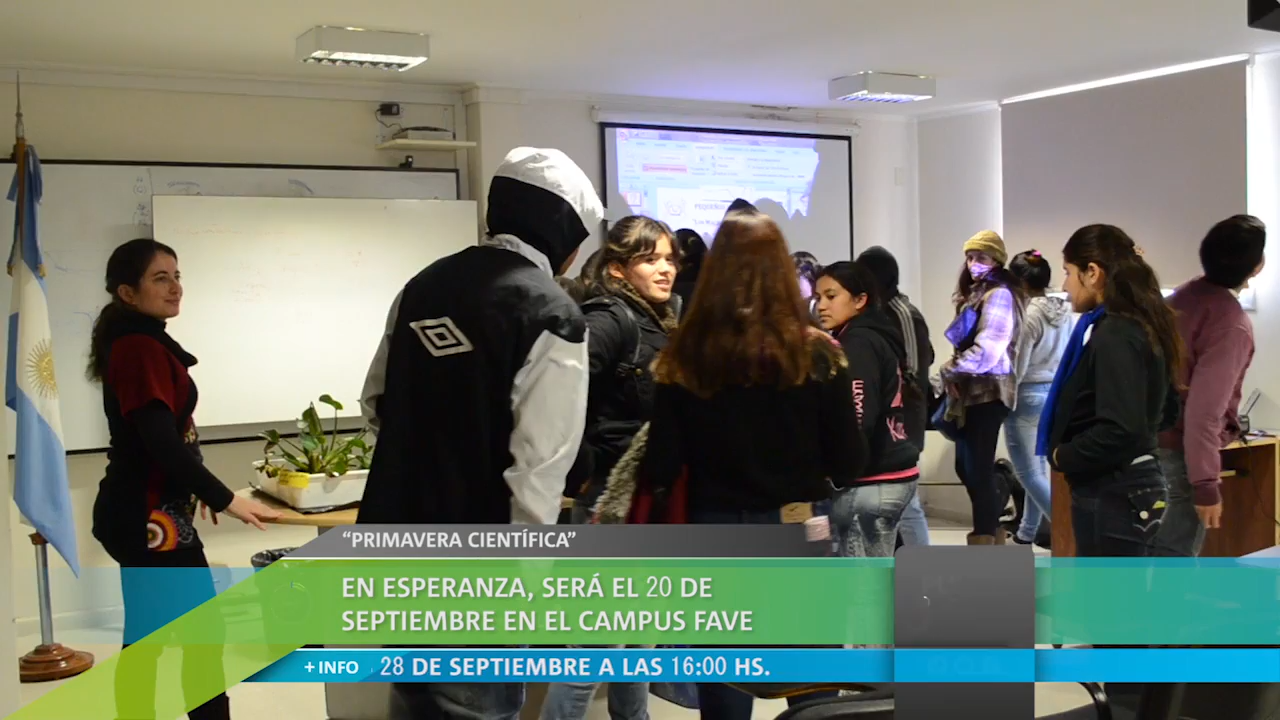 “PRIMAVERA CIENTÍFICA”
EN ESPERANZA, SERÁ EL 20 DE
SEPTIEMBRE EN EL CAMPUS FAVE
+ INFO 28 DE SEPTIEMBRE A LAS 16:00 HS.